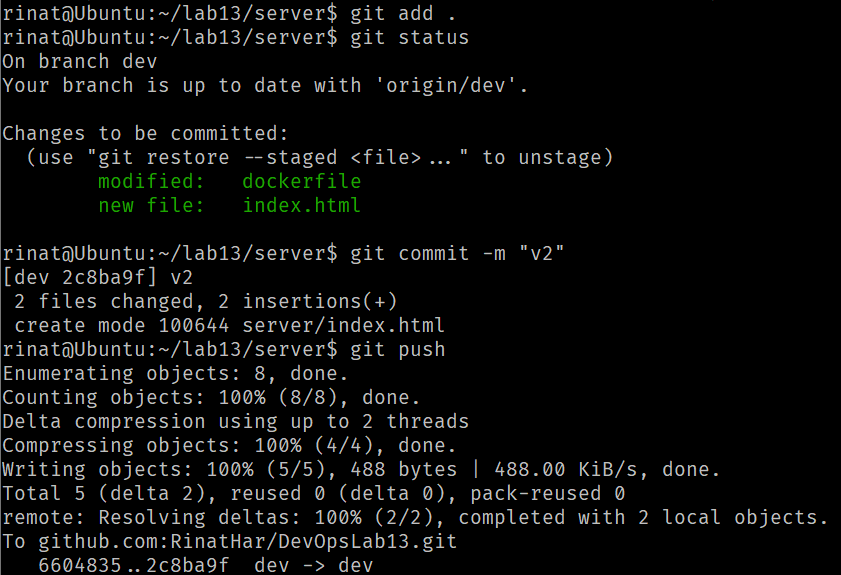 rinat@Ubuntu:~/lab13/server$ git add .
rinat@Ubuntu:~/lab13/server$ git status
On branch dev
Your branch is up to date with 'origin/dev'.

Changes to be committed:
  (use "git restore --staged <file>..." to unstage)
        modified:   dockerfile
        new file:   index.html

rinat@Ubuntu:~/lab13/server$ git commit -m "v2"
[dev 2c8ba9f] v2
 2 files changed, 2 insertions(+)
 create mode 100644 server/index.html
rinat@Ubuntu:~/lab13/server$ git push
Enumerating objects: 8, done.
Counting objects: 100% (8/8), done.
Delta compression using up to 2 threads
Compressing objects: 100% (4/4), done.
Writing objects: 100% (5/5), 488 bytes | 488.00 KiB/s, done.
Total 5 (delta 2), reused 0 (delta 0), pack-reused 0
remote: Resolving deltas: 100% (2/2), completed with 2 local objects.
To github.com:RinatHar/DevOpsLab13.git
   6604835..2c8ba9f  dev -> dev